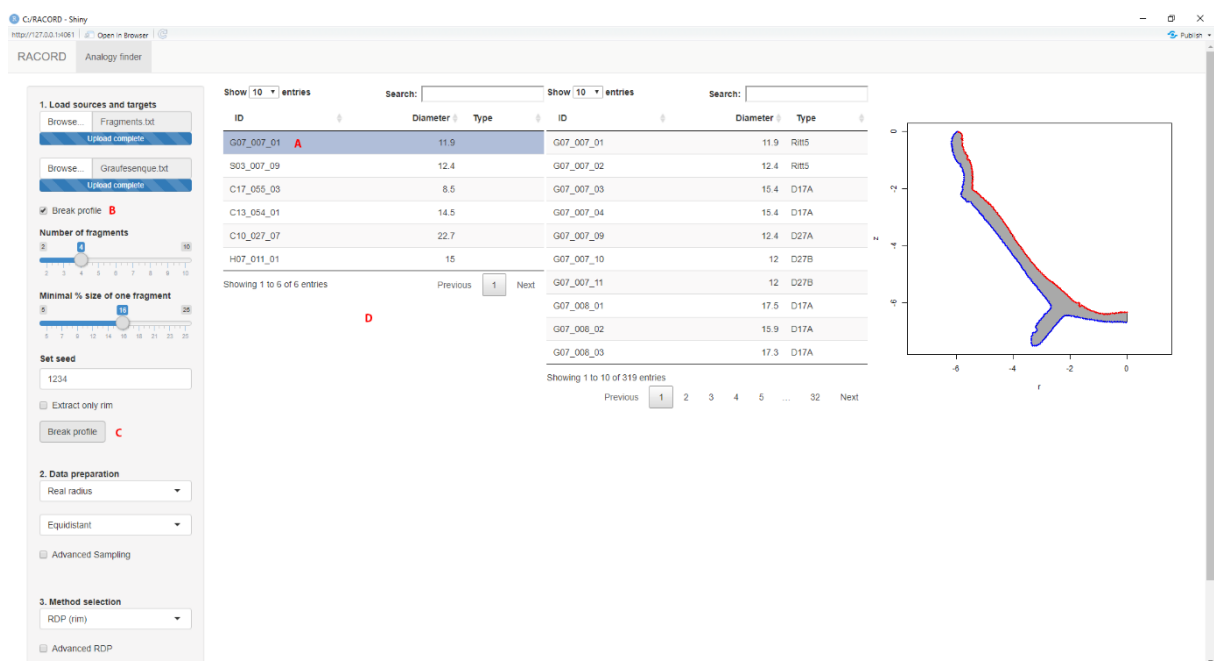 C:/RACORD - Shiny
http://127.0.0.1:4061 Open in Browser Publish
RACORD Analogy finder
1. Load sources and targets
Browse... Fragments.txt
Upload complete
Browse... Graufesenque.txt
Upload complete
Break profile B
Number of fragments
2 4 10
2 3 4 5 6 7 8 9 10
Minimal % size of one fragment
5 16 25
Set seed
1234
Extract only rim
Break profile C
2. Data preparation
Real radius
Equidistant
Advanced Sampling
3. Method selection
RDP (rim)
Advanced RDP
Show 10 entries Search:
ID Diameter Type
G07_007_01 A 11.9
S03_007_09 12.4
C17_055_03 8.5
C13_054_01 14.5
C10_027_07 22.7
H07_011_01 15
Showing 1 to 6 of 6 entries Previous 1 Next
D
Show 10 entries Search:
ID Diameter Type
G07_007_01 11.9 Ritt5
G07_007_02 12.4 Ritt5
G07_007_03 15.4 D17A
G07_007_04 15.4 D17A
G07_007_09 12.4 D27A
G07_007_10 12 D27B
G07_007_11 12 D27B
G07_008_01 17.5 D17A
G07_008_02 15.9 D17A
G07_008_03 17.3 D17A
Showing 1 to 10 of 319 entries
Previous 1 2 3 4 5 ... 32 Next
0
-2
z
-4
-6
-6 -4 -2 0
r